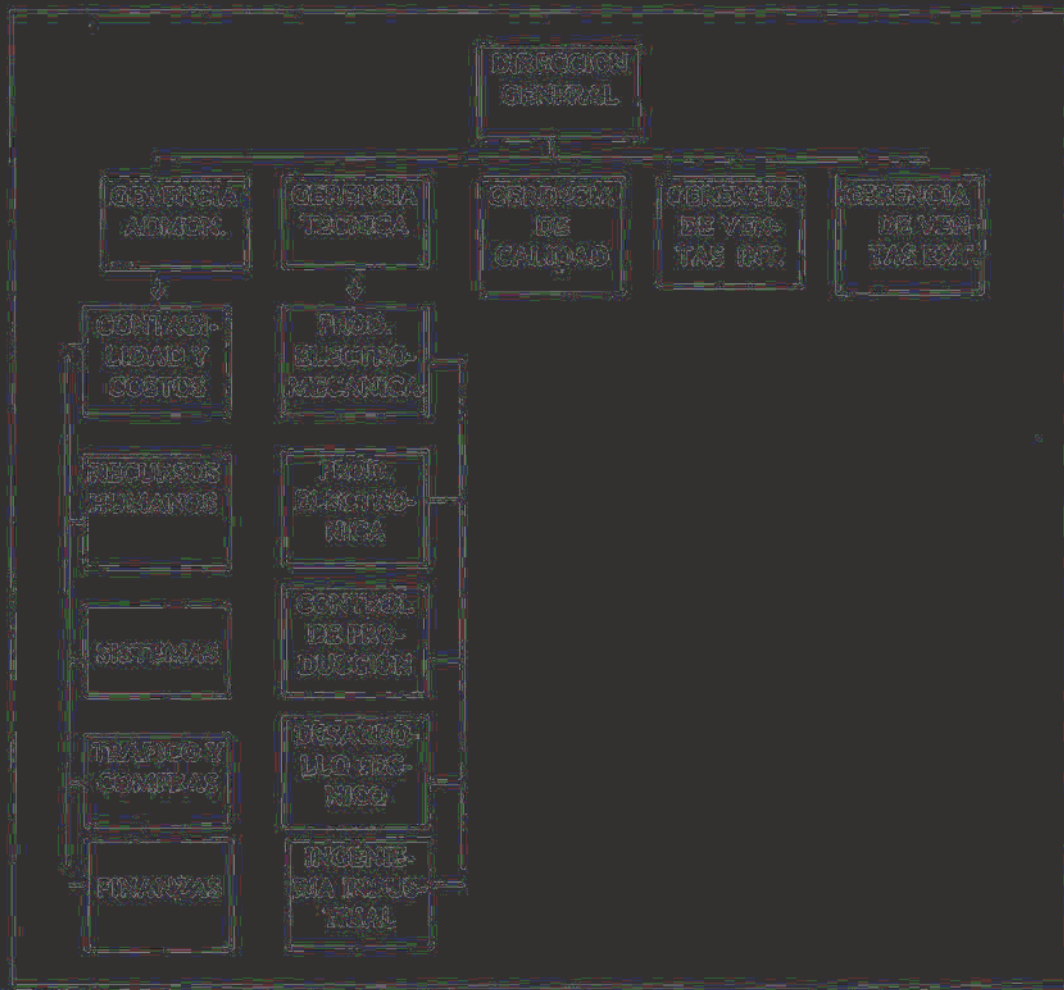 DIRECCION
GENERAL
GERENCIA
ADMON.
GERENCIA
TECNICA
GERENCIA
DE
CALIDAD
GERENCIA
DE VEN-
TAS INT.
GERENCIA
DE VEN-
TAS EXT.
CONTABI-
LIDAD Y
COSTOS
PROD.
ELECTRO-
MECANICA
RECURSOS
HUMANOS
PROD.
ELECTRO-
NICA
SISTEMAS
CONTROL
DE PRO-
DUCCION
TRAFICO Y
COMPRAS
DESARRO-
LLO TEC-
NICO
FINANZAS
INGENIE-
RIA INDUS-
TRIAL